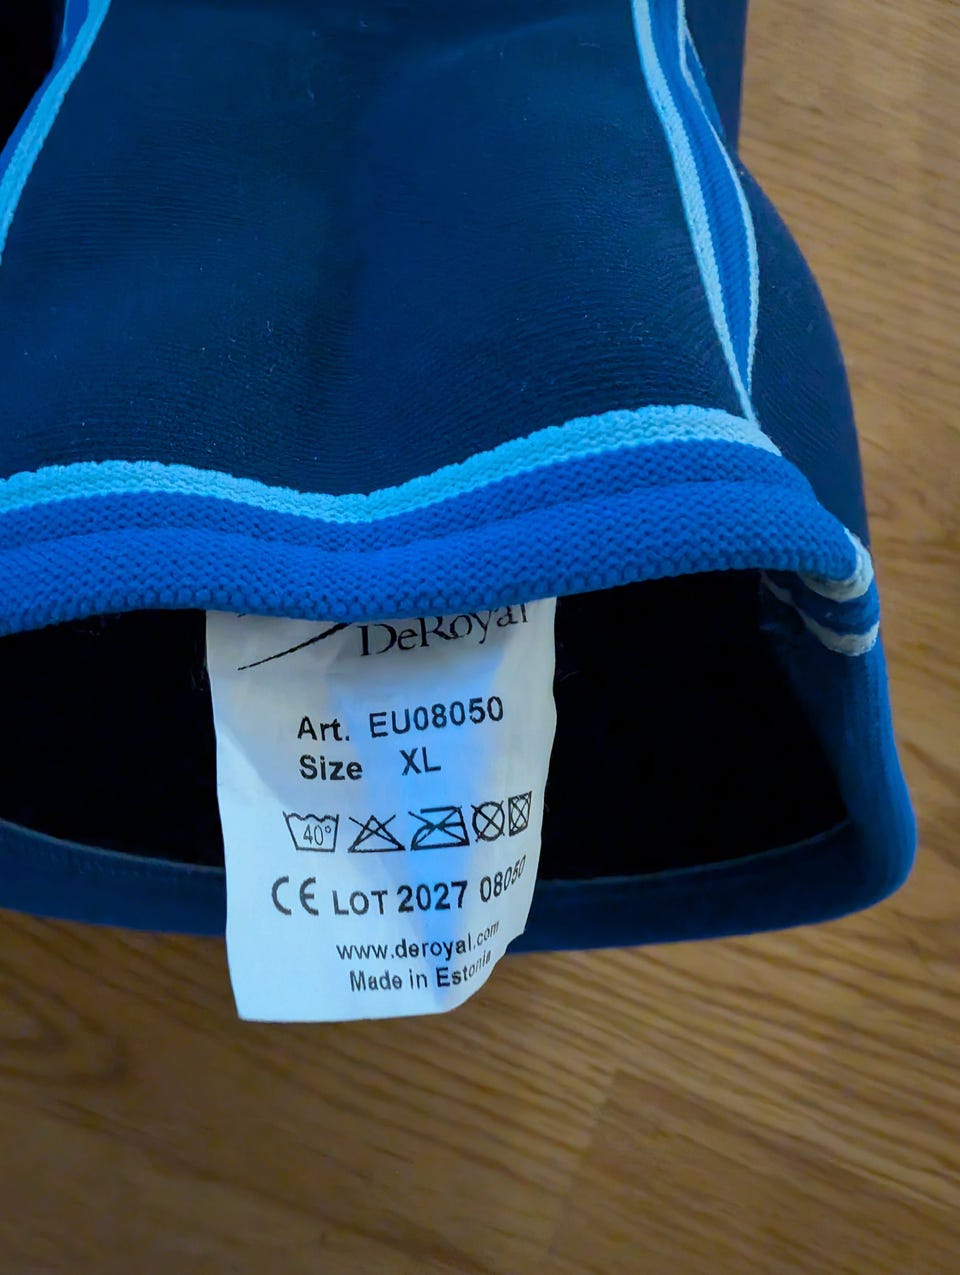 DeRoyal
Art. EU08050
Size XL
40°
CE LOT 2027 08050
www.deroyal.com
Made in Estonia